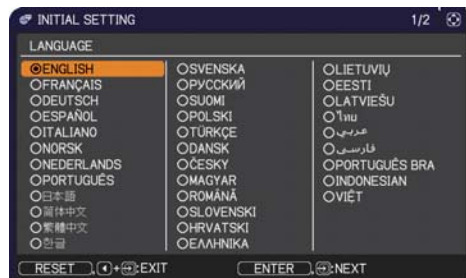 INITIAL SETTING 1/2
LANGUAGE
ENGLISH
FRANÇAIS
DEUTSCH
ESPAÑOL
ITALIANO
NORSK
NEDERLANDS
PORTUGUÊS
日本語
简体中文
繁體中文
한글
SVENSKA
РУССКИЙ
SUOMI
POLSKI
TÜRKÇE
DANSK
ČESKY
MAGYAR
ROMÂNĂ
SLOVENSKI
HRVATSKI
ΕΛΛΗΝΙΚΑ
LIETUVIŲ
EESTI
LATVIEŠU
ไทย
عربي
فارسی
PORTUGUÊS BRA
INDONESIAN
VIỆT
RESET , + :EXIT ENTER , :NEXT